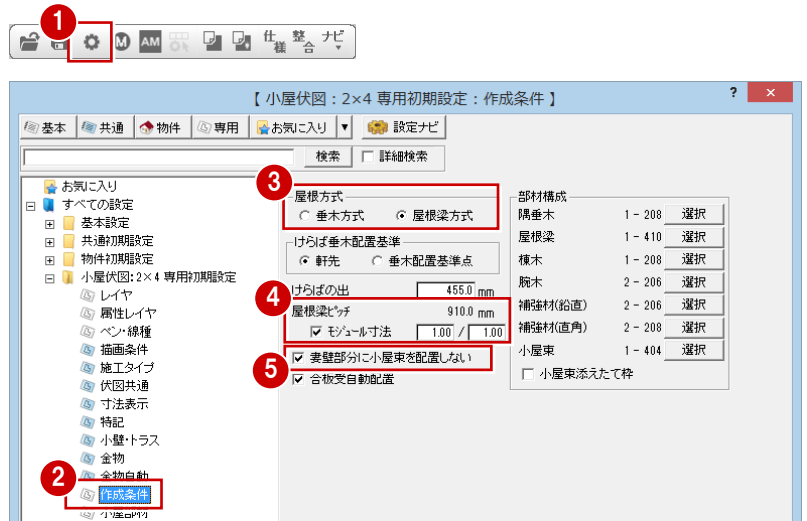 1
M AM 仕様 整合 ナビ
【 小屋伏図：2×4 専用初期設定：作成条件 】 ? ×
基本 共通 物件 専用 お気に入り ▼ 設定ナビ
検索 詳細検索
お気に入り
すべての設定
基本設定
共通初期設定
物件初期設定
小屋伏図:2×4 専用初期設定
レイヤ
属性レイヤ
ペン・線種
描画条件
施工タイプ
伏図共通
寸法表示
特記
小壁・トラス
金物
金物自動
2
作成条件
小屋部材
3
屋根方式
垂木方式 屋根梁方式
けらば垂木配置基準
軒先 垂木配置基準点
けらばの出 455.0 mm
4
屋根梁ピッチ 910.0 mm
モジュール寸法 1.00 / 1.00
5
妻壁部分に小屋束を配置しない
合板受自動配置
部材構成
隅垂木 1 - 208 選択
屋根梁 1 - 410 選択
棟木 1 - 208 選択
腕木 2 - 206 選択
補強材(鉛直) 2 - 206 選択
補強材(直角) 2 - 208 選択
小屋束 1 - 404 選択
小屋束添えたて枠